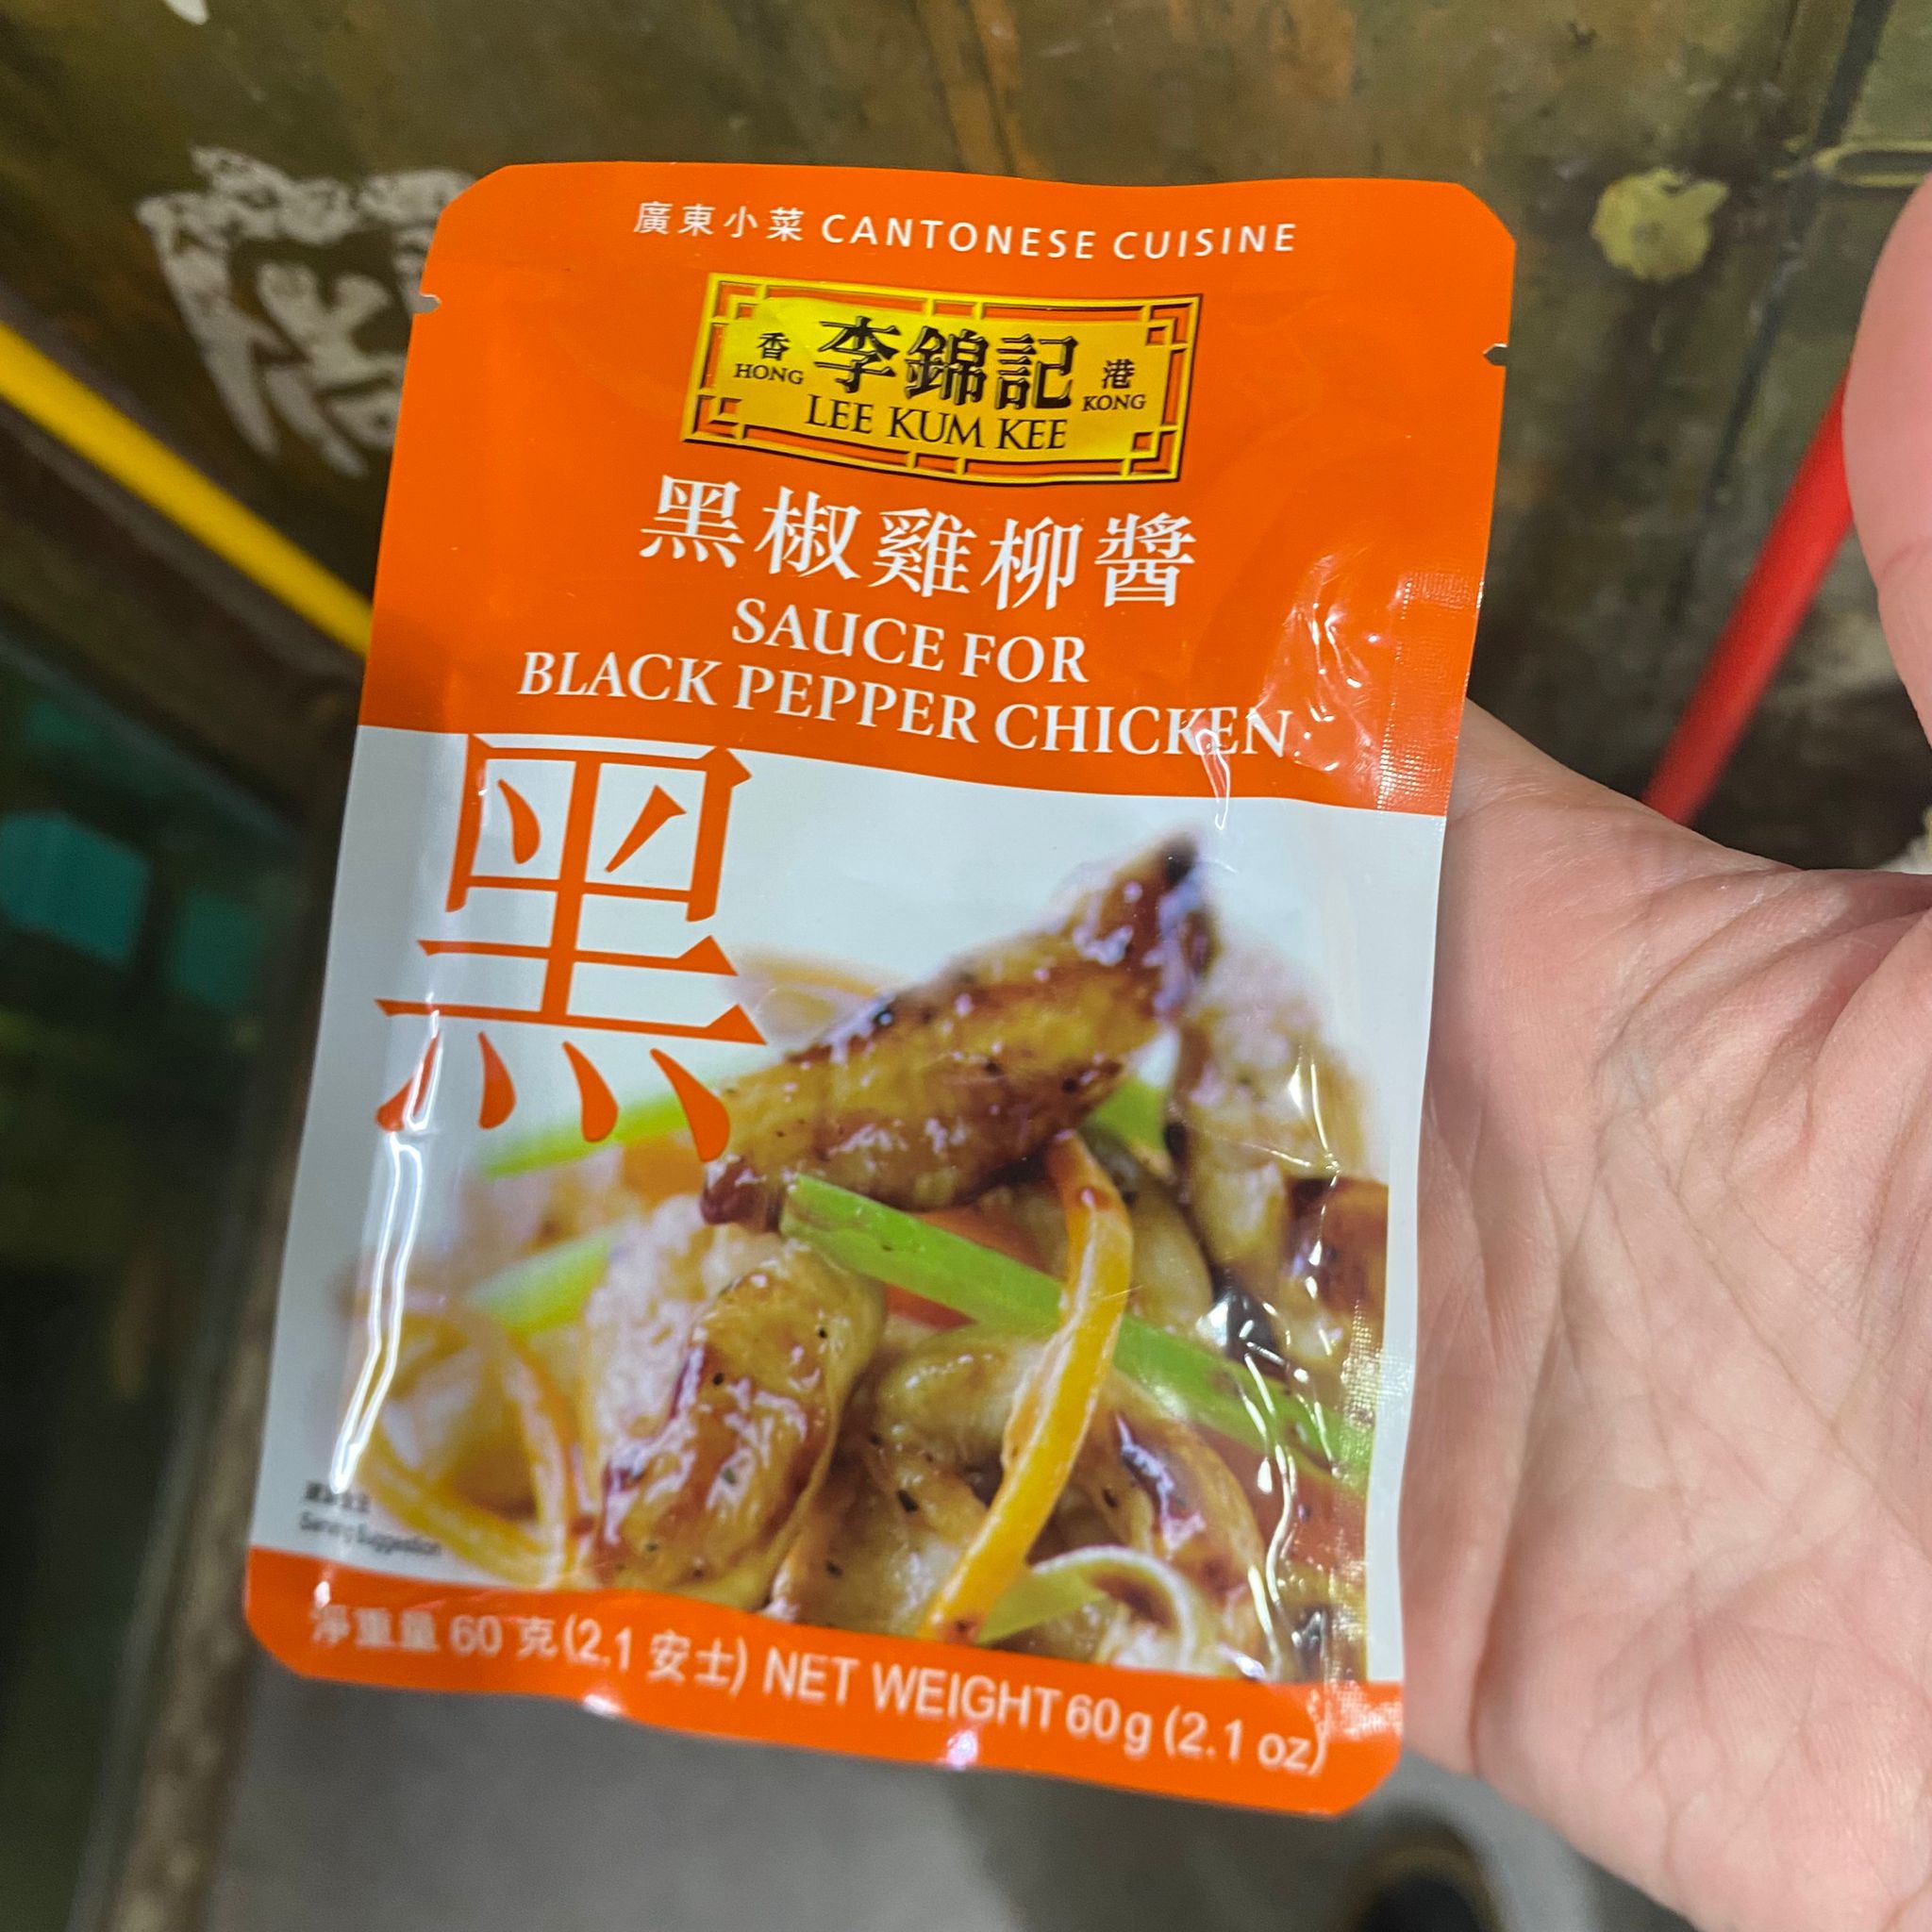 廣東小菜 CANTONESE CUISINE
香港 李錦記
HONG KONG
LEE KUM KEE
黑椒雞柳醬
SAUCE FOR
BLACK PEPPER CHICKEN
黑
Serving Suggestion
淨重量 60 克 (2.1 安士) NET WEIGHT 60g (2.1 oz)